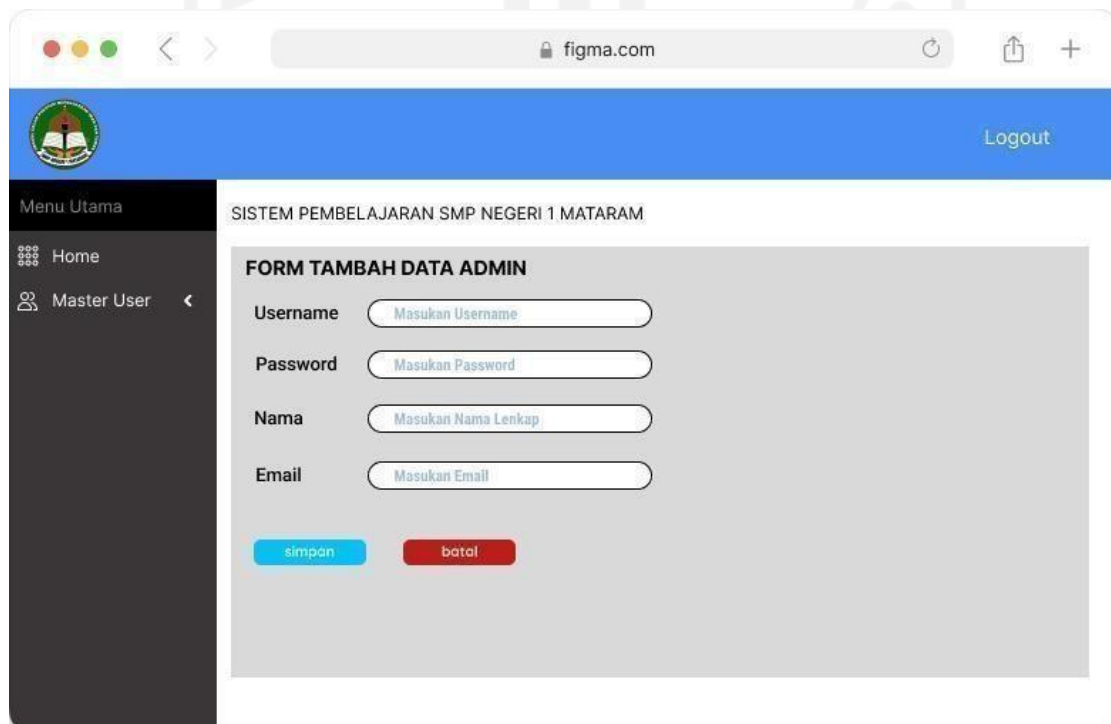 figma.com
Logout
Menu Utama
Home
Master User
SISTEM PEMBELAJARAN SMP NEGERI 1 MATARAM
FORM TAMBAH DATA ADMIN
Username Masukan Username
Password Masukan Password
Nama Masukan Nama Lenkap
Email Masukan Email
simpan batal